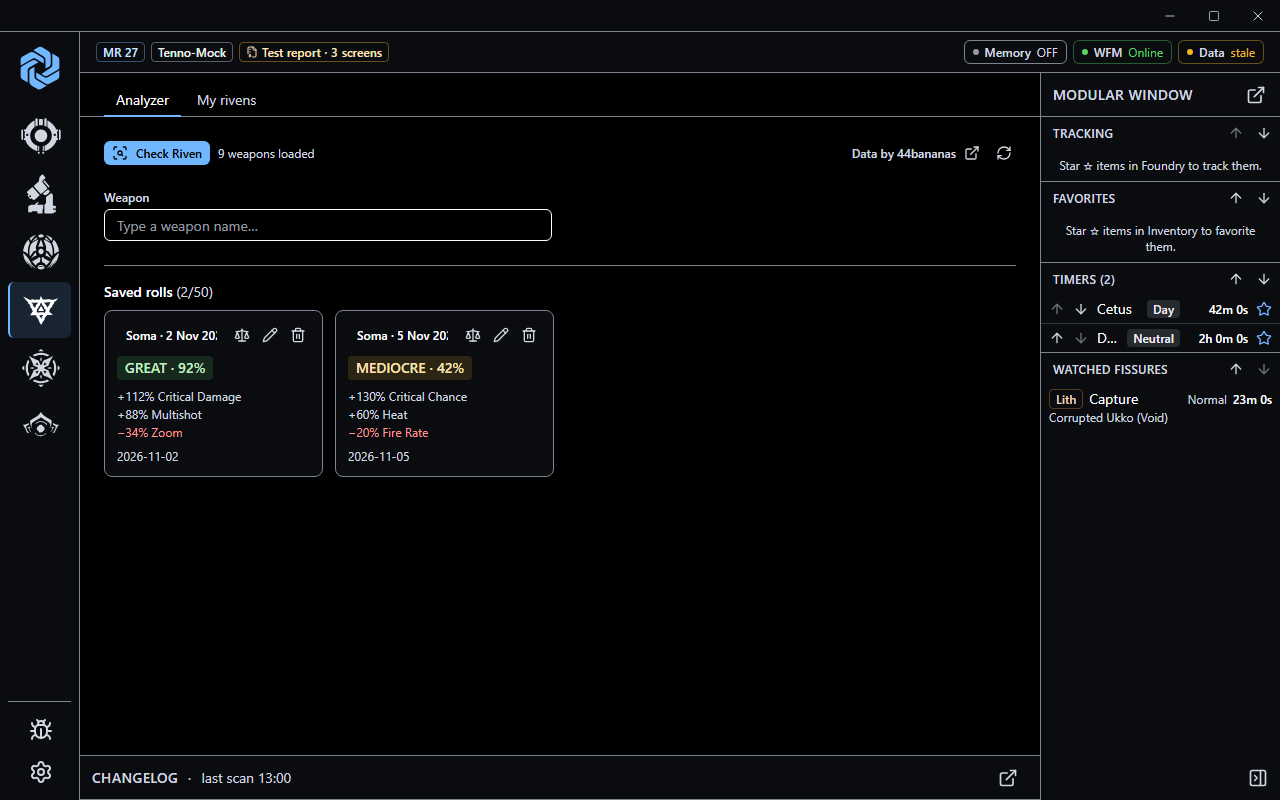 MR 27
Tenno-Mock
Test report · 3 screens
Memory OFF
WFM Online
Data stale
Analyzer
My rivens
Check Riven
9 weapons loaded
Data by 44bananas
Weapon
Type a weapon name...
Saved rolls (2/50)
Soma · 2 Nov 202
GREAT · 92%
+112% Critical Damage
+88% Multishot
−34% Zoom
2026-11-02
Soma · 5 Nov 202
MEDIOCRE · 42%
+130% Critical Chance
+60% Heat
−20% Fire Rate
2026-11-05
MODULAR WINDOW
TRACKING
Star ☆ items in Foundry to track them.
FAVORITES
Star ☆ items in Inventory to favorite
them.
TIMERS (2)
Cetus Day 42m 0s
D... Neutral 2h 0m 0s
WATCHED FISSURES
Lith Capture Normal 23m 0s
Corrupted Ukko (Void)
CHANGELOG · last scan 13:00